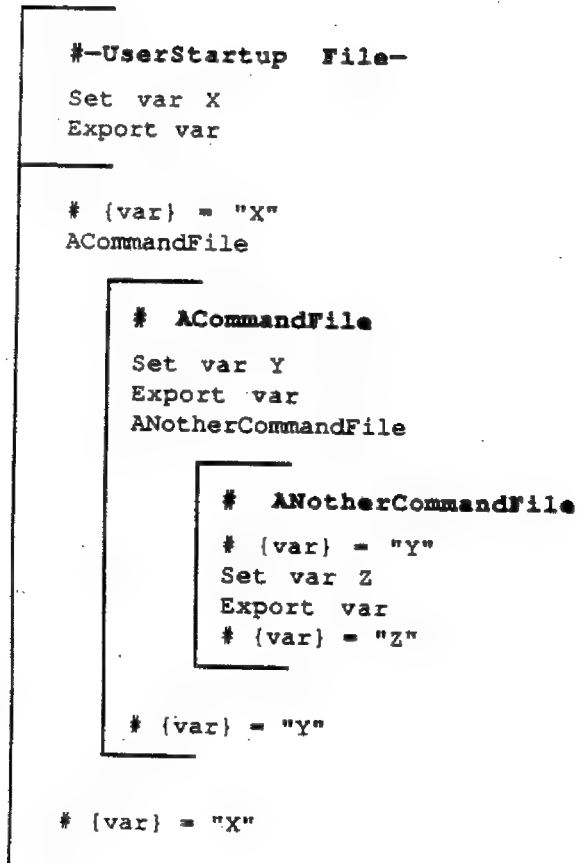 #—UserStartup File—
Set var X
Export var
# {var} = "X"
ACommandFile
# ACommandFile
Set var Y
Export var
ANotherCommandFile
# ANotherCommandFile
# {var} = "Y"
Set var Z
Export var
# {var} = "Z"
# {var} = "Y"
# {var} = "X"